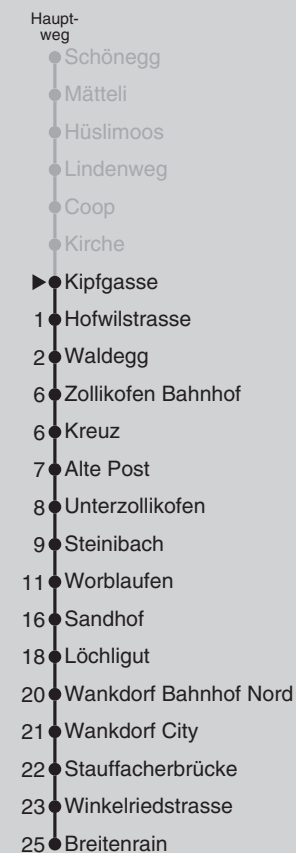 Haupt-
weg
Schönegg
Mätteli
Hüslimoos
Lindenweg
Coop
Kirche
Kipfgasse
1 Hofwilstrasse
2 Waldegg
6 Zollikofen Bahnhof
6 Kreuz
7 Alte Post
8 Unterzollikofen
9 Steinibach
11 Worblaufen
16 Sandhof
18 Löchligut
20 Wankdorf Bahnhof Nord
21 Wankdorf City
22 Stauffacherbrücke
23 Winkelriedstrasse
25 Breitenrain